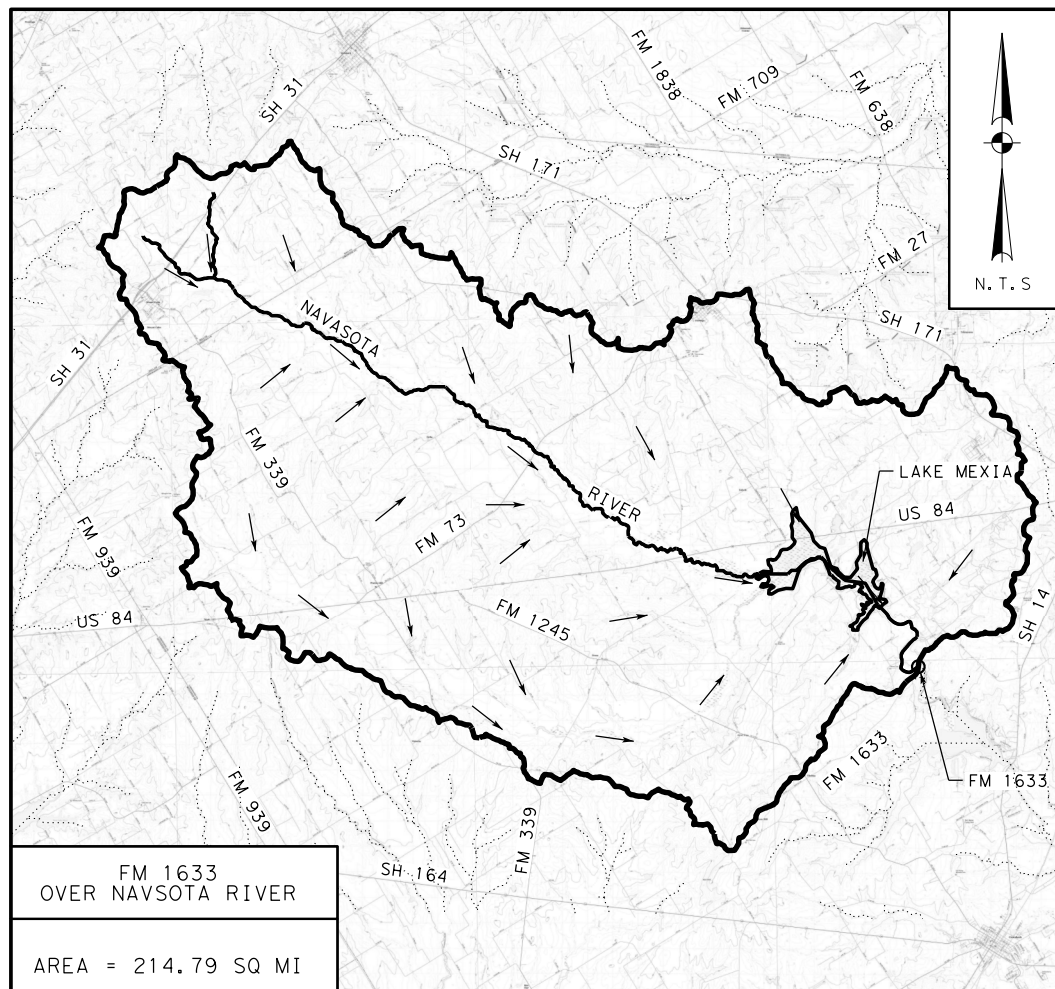 FM 1838
FM 709
FM 638
SH 31
SH 171
FM 27
N.T.S
SH 171
NAVASOTA
SH 31
FM 339
LAKE MEXIA
US 84
RIVER
FM 73
FM 939
US 84
FM 1245
SH 14
FM 1633
FM 1633
FM 939
FM 339
SH 164
FM 1633
OVER NAVSOTA RIVER
AREA = 214.79 SQ MI